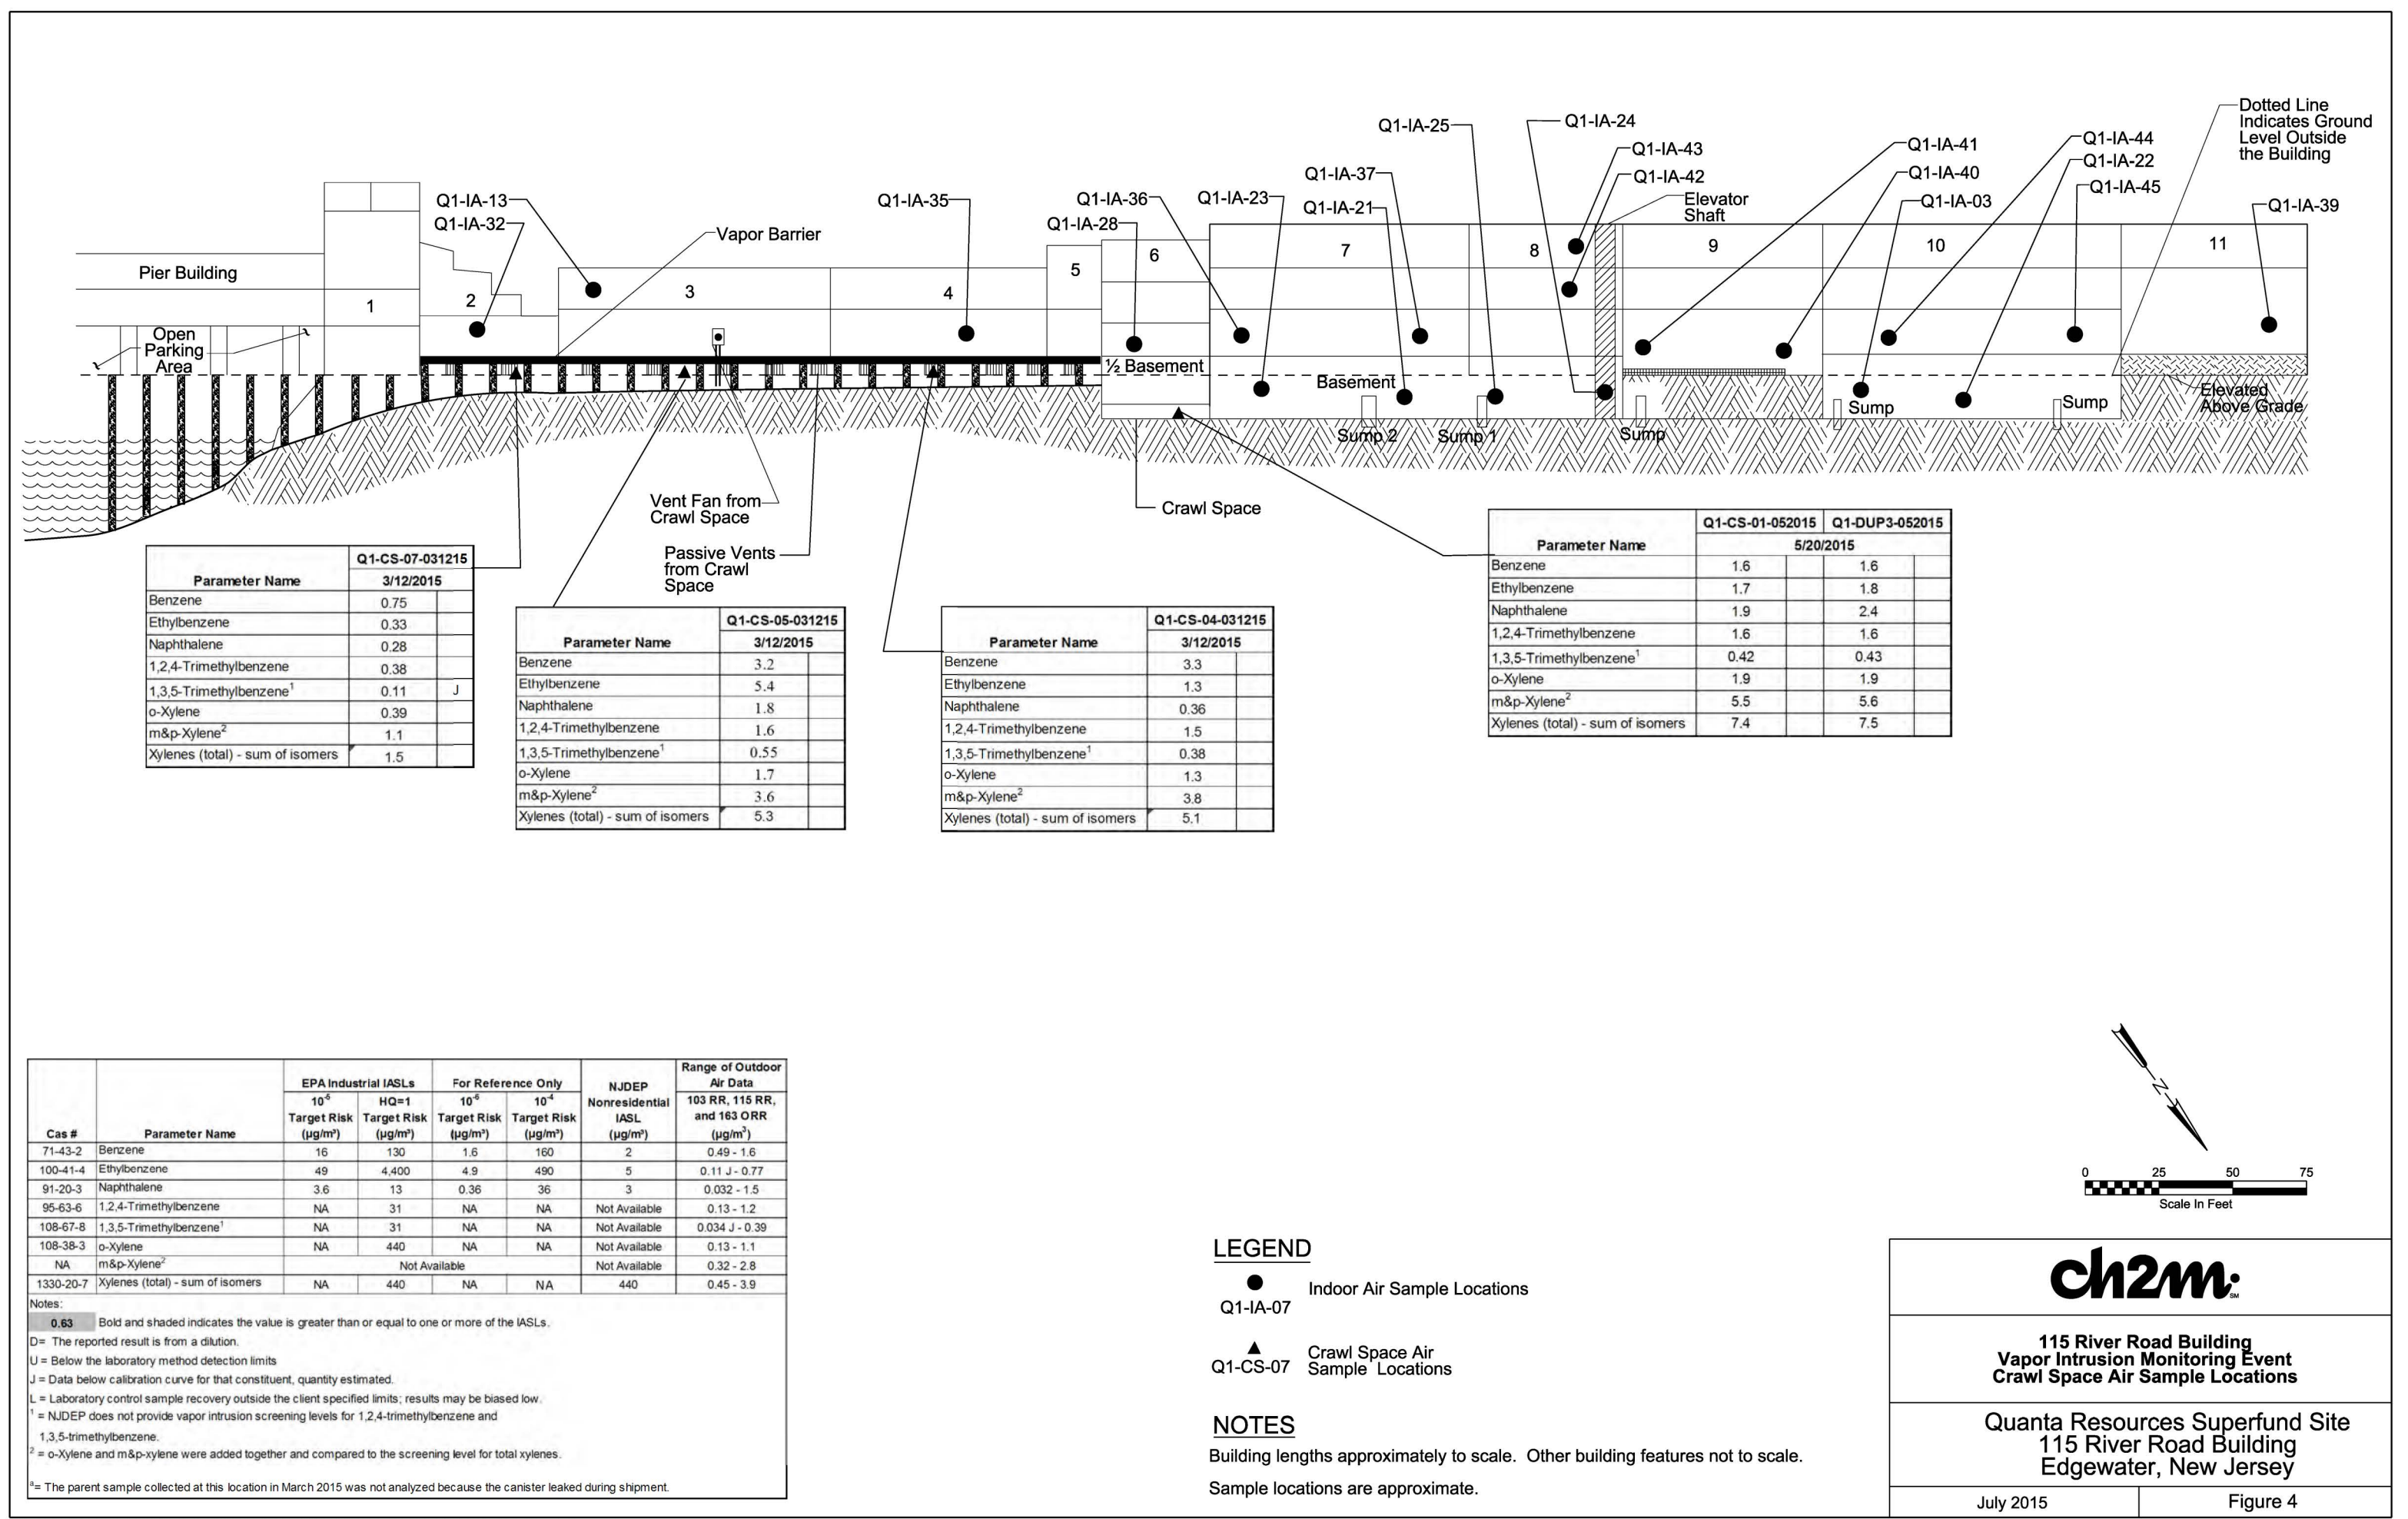 Dotted Line
Indicates Ground
Level Outside
the Building
Q1-IA-25
Q1-IA-24
Q1-IA-43
Q1-IA-42
Q1-IA-41
Q1-IA-40
Q1-IA-03
Q1-IA-44
Q1-IA-22
Q1-IA-45
Q1-IA-39
Q1-IA-37
Q1-IA-21
Q1-IA-23
Q1-IA-36
Q1-IA-28
Q1-IA-35
Q1-IA-13
Q1-IA-32
Elevator
Shaft
Vapor Barrier
Pier Building
1
2
3
4
5
6
7
8
9
10
11
Open
Parking
Area
½ Basement
Basement
Sump 2
Sump 1
Sump
Sump
Sump
Elevated
Above Grade
Vent Fan from
Crawl Space
Passive Vents
from Crawl
Space
Crawl Space
Q1-CS-07-031215
Parameter Name 3/12/2015
Benzene 0.75
Ethylbenzene 0.33
Naphthalene 0.28
1,2,4-Trimethylbenzene 0.38
1,3,5-Trimethylbenzene¹ 0.11 J
o-Xylene 0.39
m&p-Xylene² 1.1
Xylenes (total) - sum of isomers 1.5
Q1-CS-05-031215
Parameter Name 3/12/2015
Benzene 3.2
Ethylbenzene 5.4
Naphthalene 1.8
1,2,4-Trimethylbenzene 1.6
1,3,5-Trimethylbenzene¹ 0.55
o-Xylene 1.7
m&p-Xylene² 3.6
Xylenes (total) - sum of isomers 5.3
Q1-CS-04-031215
Parameter Name 3/12/2015
Benzene 3.3
Ethylbenzene 1.3
Naphthalene 0.36
1,2,4-Trimethylbenzene 1.5
1,3,5-Trimethylbenzene¹ 0.38
o-Xylene 1.3
m&p-Xylene² 3.8
Xylenes (total) - sum of isomers 5.1
Q1-CS-01-052015 Q1-DUP3-052015
Parameter Name 5/20/2015
Benzene 1.6 1.6
Ethylbenzene 1.7 1.8
Naphthalene 1.9 2.4
1,2,4-Trimethylbenzene 1.6 1.6
1,3,5-Trimethylbenzene¹ 0.42 0.43
o-Xylene 1.9 1.9
m&p-Xylene² 5.5 5.6
Xylenes (total) - sum of isomers 7.4 7.5
Range of Outdoor
EPA Industrial IASLs For Reference Only NJDEP Air Data
10⁻⁵ HQ=1 10⁻⁶ 10⁻⁴ Nonresidential 103 RR, 115 RR,
Target Risk Target Risk Target Risk Target Risk IASL and 163 ORR
Cas # Parameter Name (µg/m³) (µg/m³) (µg/m³) (µg/m³) (µg/m³) (µg/m³)
71-43-2 Benzene 16 130 1.6 160 2 0.49 - 1.6
100-41-4 Ethylbenzene 49 4,400 4.9 490 5 0.11 J - 0.77
91-20-3 Naphthalene 3.6 13 0.36 36 3 0.032 - 1.5
95-63-6 1,2,4-Trimethylbenzene NA 31 NA NA Not Available 0.13 - 1.2
108-67-8 1,3,5-Trimethylbenzene¹ NA 31 NA NA Not Available 0.034 J - 0.39
108-38-3 o-Xylene NA 440 NA NA Not Available 0.13 - 1.1
NA m&p-Xylene² Not Available Not Available 0.32 - 2.8
1330-20-7 Xylenes (total) - sum of isomers NA 440 NA NA 440 0.45 - 3.9
Notes:
0.63 Bold and shaded indicates the value is greater than or equal to one or more of the IASLs.
D= The reported result is from a dilution.
U = Below the laboratory method detection limits
J = Data below calibration curve for that constituent, quantity estimated.
L = Laboratory control sample recovery outside the client specified limits; results may be biased low.
¹ = NJDEP does not provide vapor intrusion screening levels for 1,2,4-trimethylbenzene and
1,3,5-trimethylbenzene.
² = o-Xylene and m&p-xylene were added together and compared to the screening level for total xylenes.
ª= The parent sample collected at this location in March 2015 was not analyzed because the canister leaked during shipment.
LEGEND
Q1-IA-07 Indoor Air Sample Locations
Q1-CS-07 Crawl Space Air
Sample Locations
NOTES
Building lengths approximately to scale. Other building features not to scale.
Sample locations are approximate.
N
0 25 50 75
Scale In Feet
ch2m: SM
115 River Road Building
Vapor Intrusion Monitoring Event
Crawl Space Air Sample Locations
Quanta Resources Superfund Site
115 River Road Building
Edgewater, New Jersey
July 2015 Figure 4